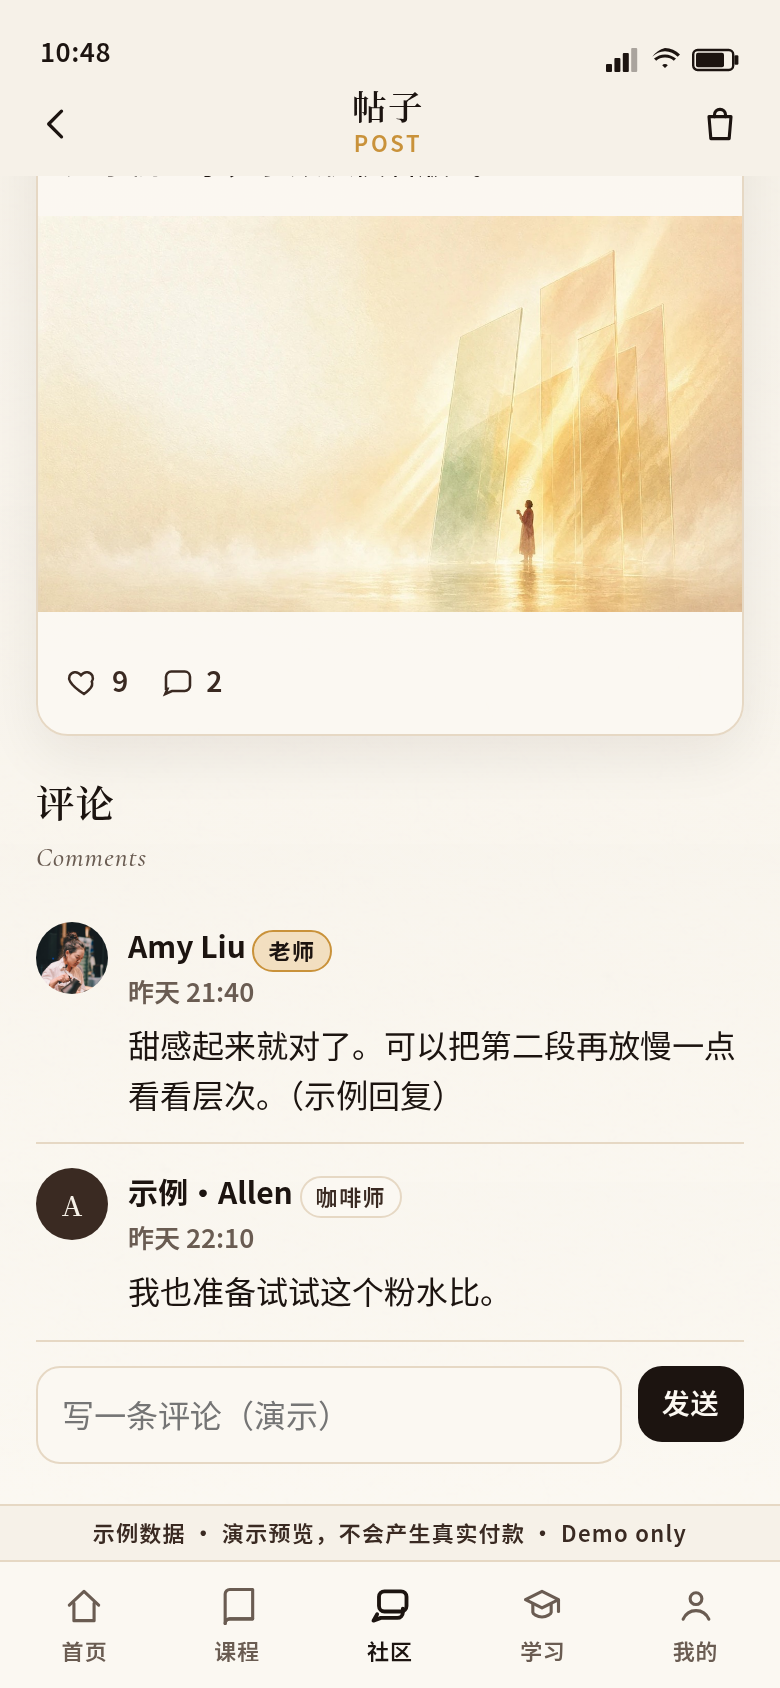 10:48
帖子
POST
9
2
评论
Comments
Amy Liu 老师
昨天 21:40
甜感起来就对了。可以把第二段再放慢一点
看看层次。（示例回复）
A
示例·Allen 咖啡师
昨天 22:10
我也准备试试这个粉水比。
写一条评论（演示）
发送
示例数据 · 演示预览，不会产生真实付款 · Demo only
首页
课程
社区
学习
我的